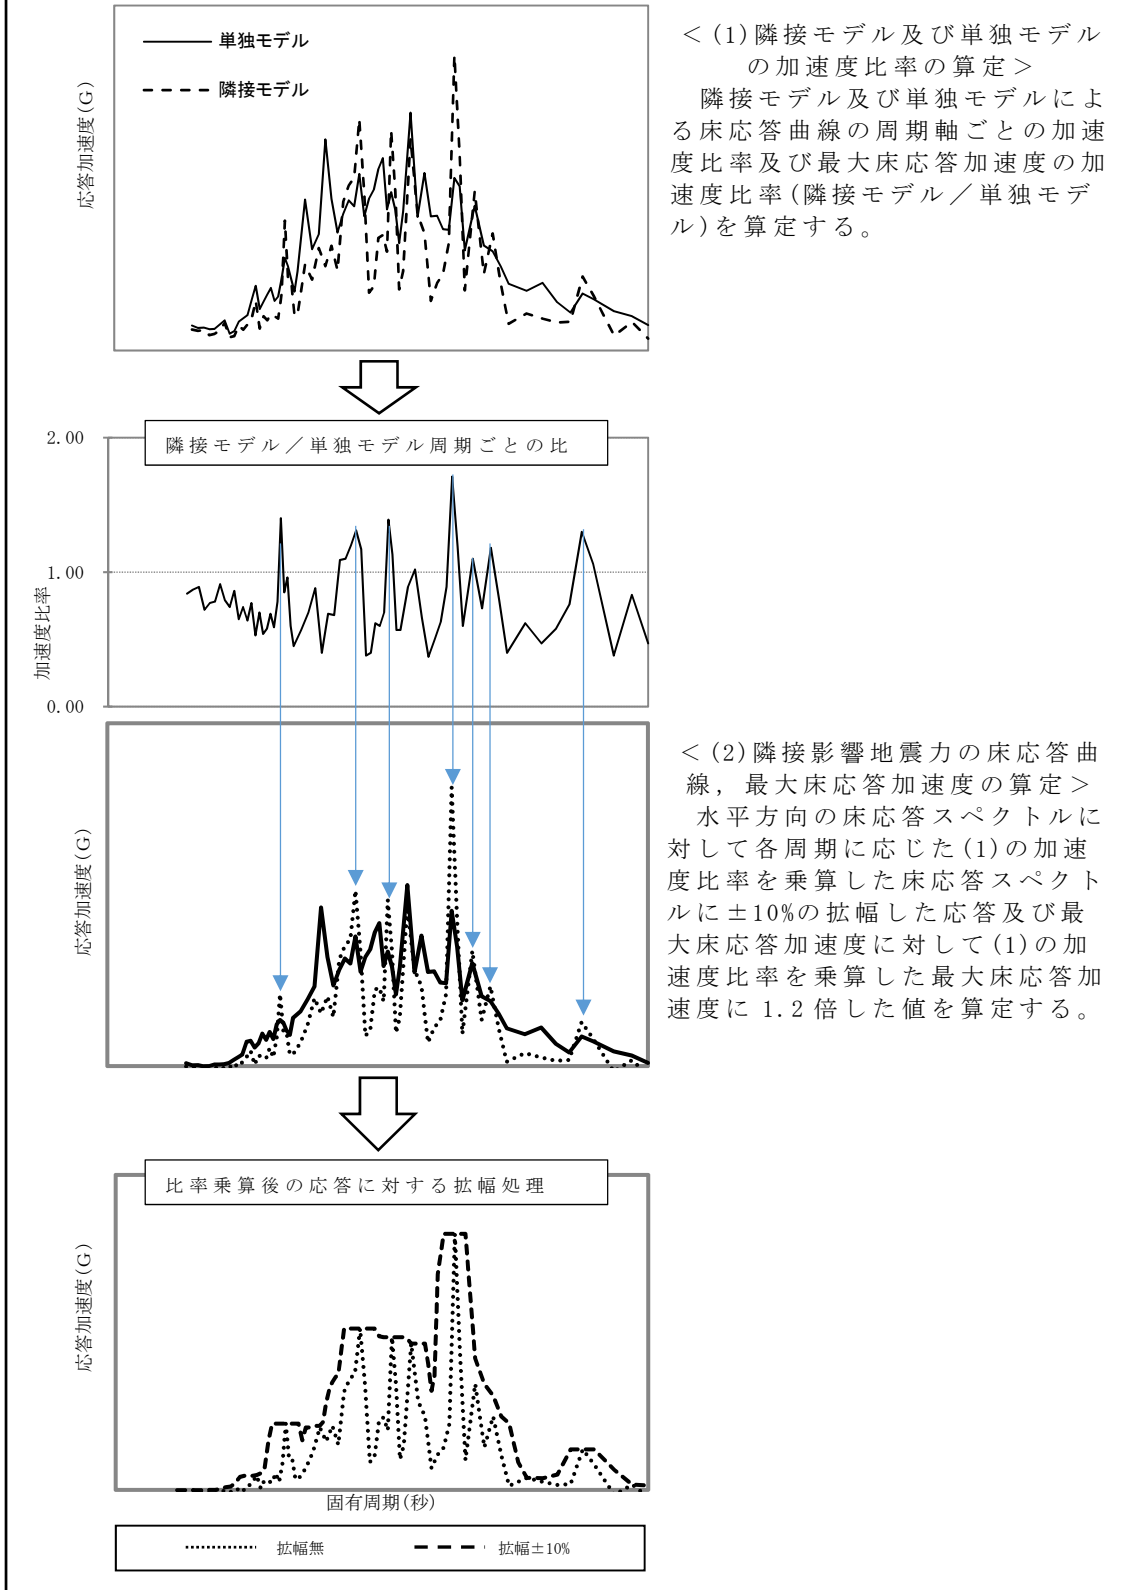 単独モデル
隣接モデル
応答加速度(G)
＜(1)隣接モデル及び単独モデル
の加速度比率の算定＞
隣接モデル及び単独モデルによ
る床応答曲線の周期軸ごとの加速
度比率及び最大床応答加速度の加
速度比率(隣接モデル／単独モデ
ル)を算定する。
隣接モデル／単独モデル周期ごとの比
2.00
1.00
0.00
加速度比率
応答加速度(G)
＜(2)隣接影響地震力の床応答曲
線，最大床応答加速度の算定＞
水平方向の床応答スペクトルに
対して各周期に応じた(1)の加速
度比率を乗算した床応答スペクト
ルに±10%の拡幅した応答及び最
大床応答加速度に対して(1)の加
速度比率を乗算した最大床応答加
速度に 1.2 倍した値を算定する。
比率乗算後の応答に対する拡幅処理
応答加速度(G)
固有周期(秒)
拡幅無
拡幅±10%